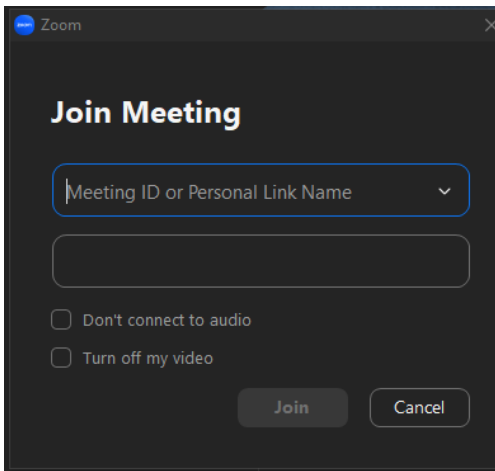 zoom Zoom
Join Meeting
Meeting ID or Personal Link Name
Don't connect to audio
Turn off my video
Join Cancel